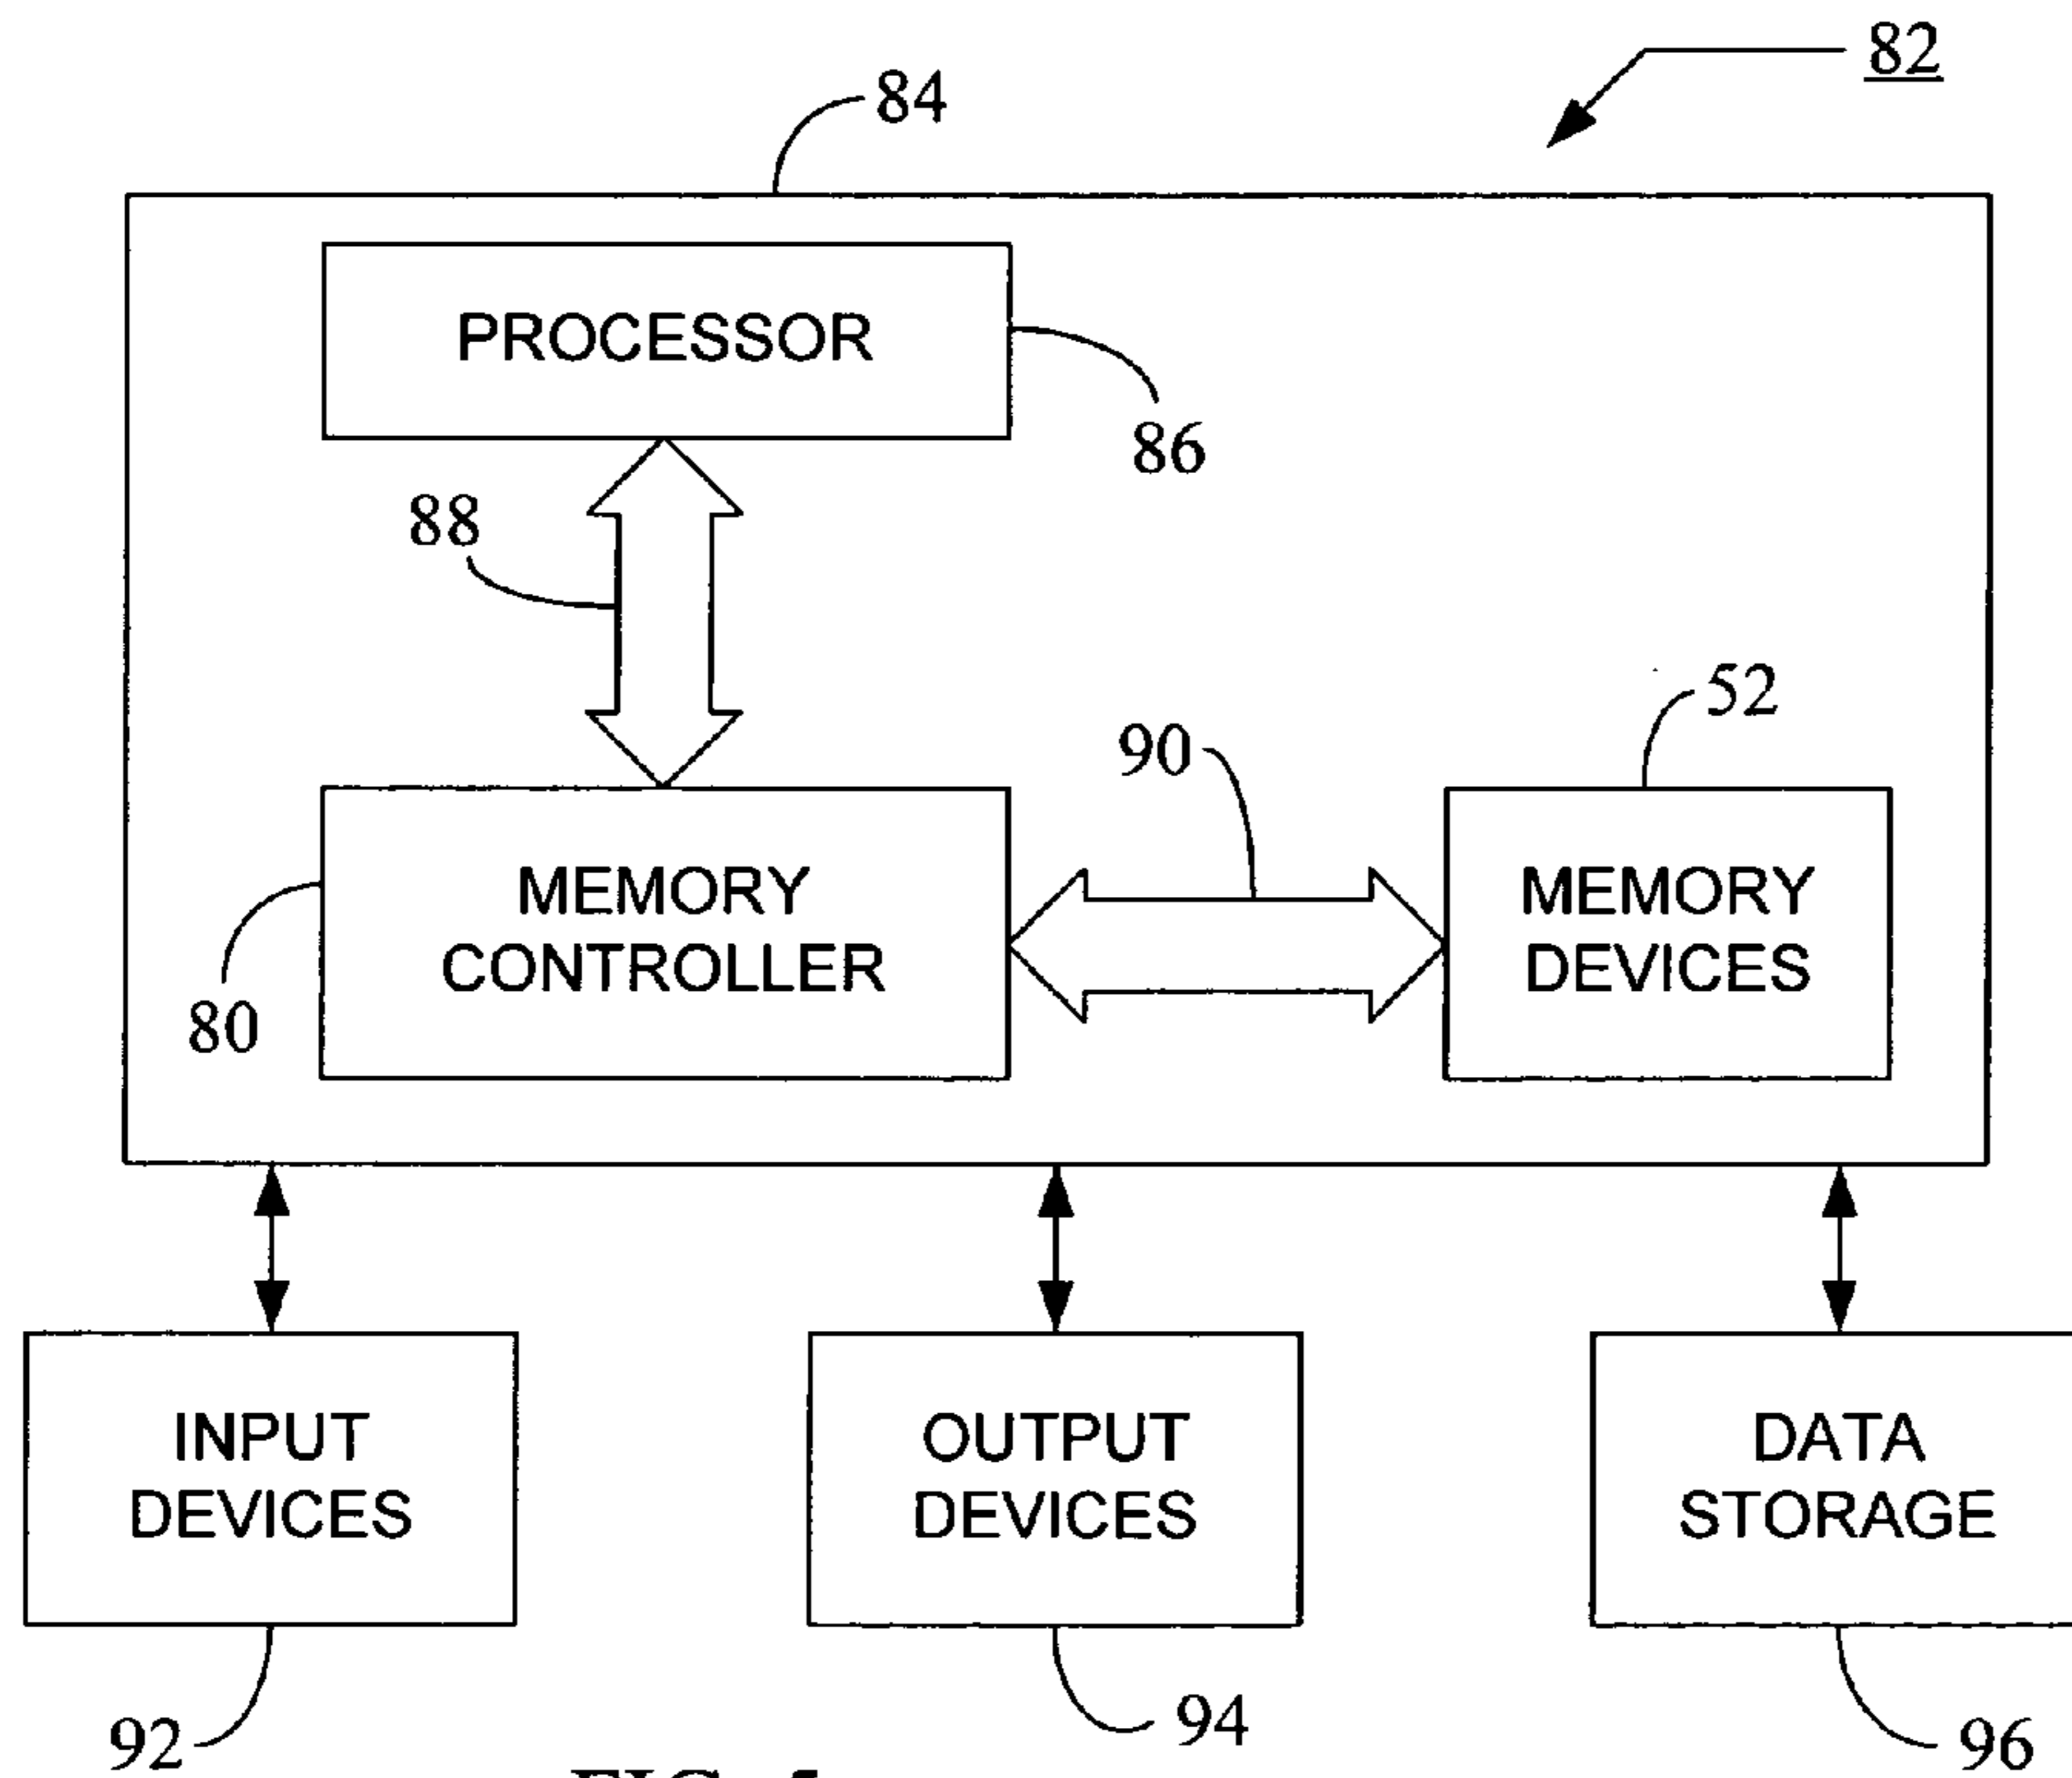 82
84
PROCESSOR
86
88
52
90
MEMORY
CONTROLLER
MEMORY
DEVICES
80
INPUT
DEVICES
OUTPUT
DEVICES
DATA
STORAGE
92
94
96